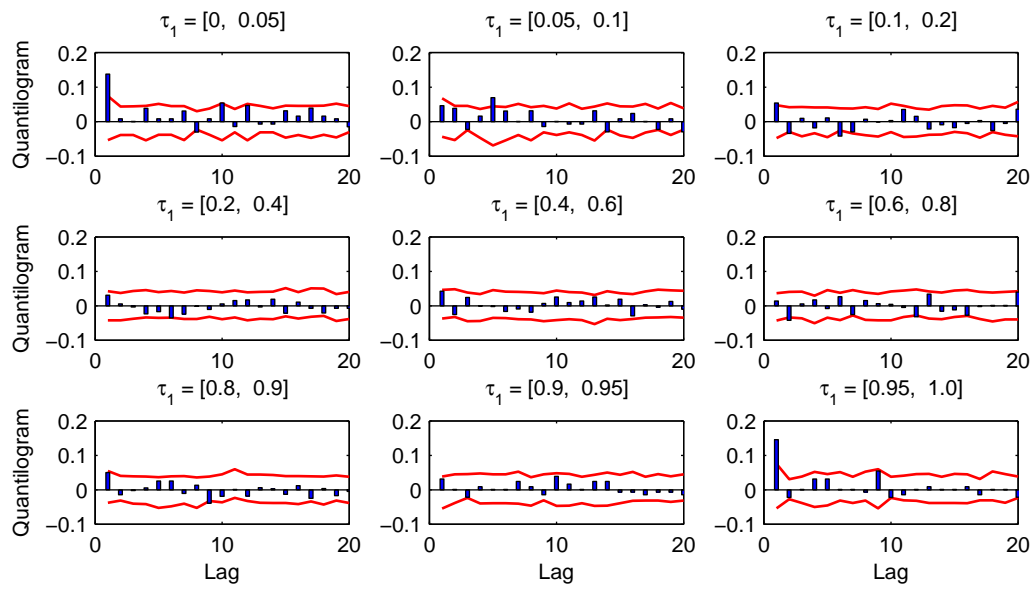 τ1 = [0, 0.05]
τ1 = [0.05, 0.1]
τ1 = [0.1, 0.2]
Quantilogram
0.2
0.1
0
−0.1
0 10 20
0.2
0.1
0
−0.1
0 10 20
0.2
0.1
0
−0.1
0 10 20
τ1 = [0.2, 0.4]
τ1 = [0.4, 0.6]
τ1 = [0.6, 0.8]
Quantilogram
0.2
0.1
0
−0.1
0 10 20
0.2
0.1
0
−0.1
0 10 20
0.2
0.1
0
−0.1
0 10 20
τ1 = [0.8, 0.9]
τ1 = [0.9, 0.95]
τ1 = [0.95, 1.0]
Quantilogram
0.2
0.1
0
−0.1
0 10 20
Lag
0.2
0.1
0
−0.1
0 10 20
Lag
0.2
0.1
0
−0.1
0 10 20
Lag